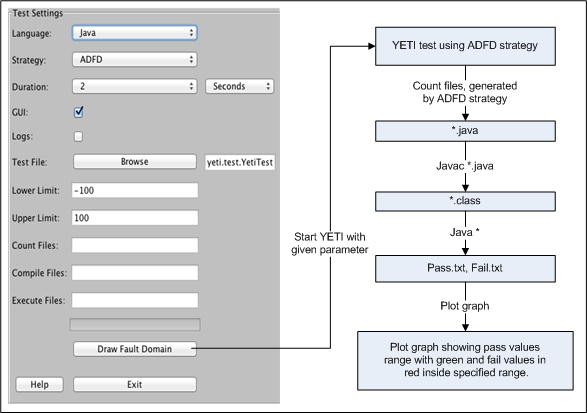 Test Settings
Language:
Java
Strategy:
ADFD
Duration:
2
Seconds
GUI:
Logs:
Test File:
Browse
yeti.test.YetiTest
Lower Limit:
-100
Upper Limit:
100
Count Files:
Compile Files:
Execute Files:
Draw Fault Domain
Help
Exit
Start YETI with
given parameter
YETI test using ADFD strategy
Count files, generated
by ADFD strategy
*.java
Javac *.java
*.class
Java *
Pass.txt, Fail.txt
Plot graph
Plot graph showing pass values
range with green and fail values in
red inside specified range.